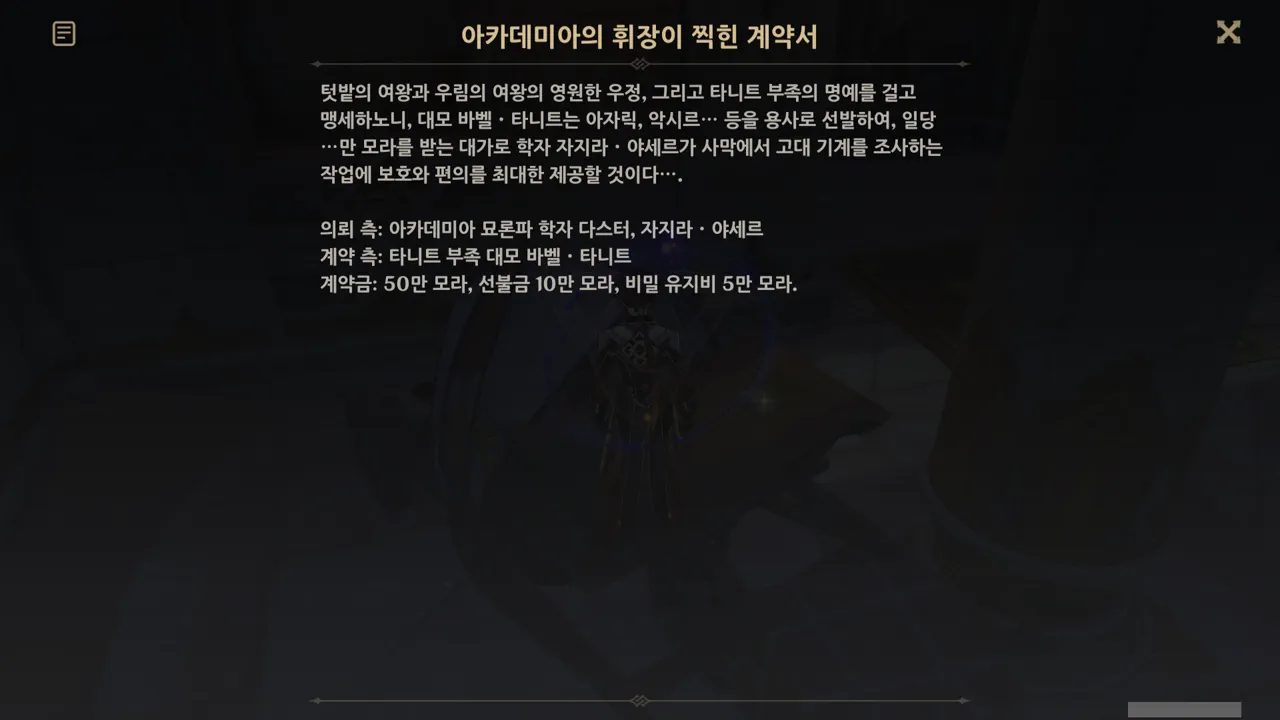 아카데미아의 휘장이 찍힌 계약서
텃밭의 여왕과 우림의 여왕의 영원한 우정, 그리고 타니트 부족의 명예를 걸고
맹세하노니, 대모 바벨 · 타니트는 아자릭, 악시르… 등을 용사로 선발하여, 일당
…만 모라를 받는 대가로 학자 자지라 · 야세르가 사막에서 고대 기계를 조사하는
작업에 보호와 편의를 최대한 제공할 것이다….
의뢰 측: 아카데미아 묘론파 학자 다스터, 자지라 · 야세르
계약 측: 타니트 부족 대모 바벨 · 타니트
계약금: 50만 모라, 선불금 10만 모라, 비밀 유지비 5만 모라.